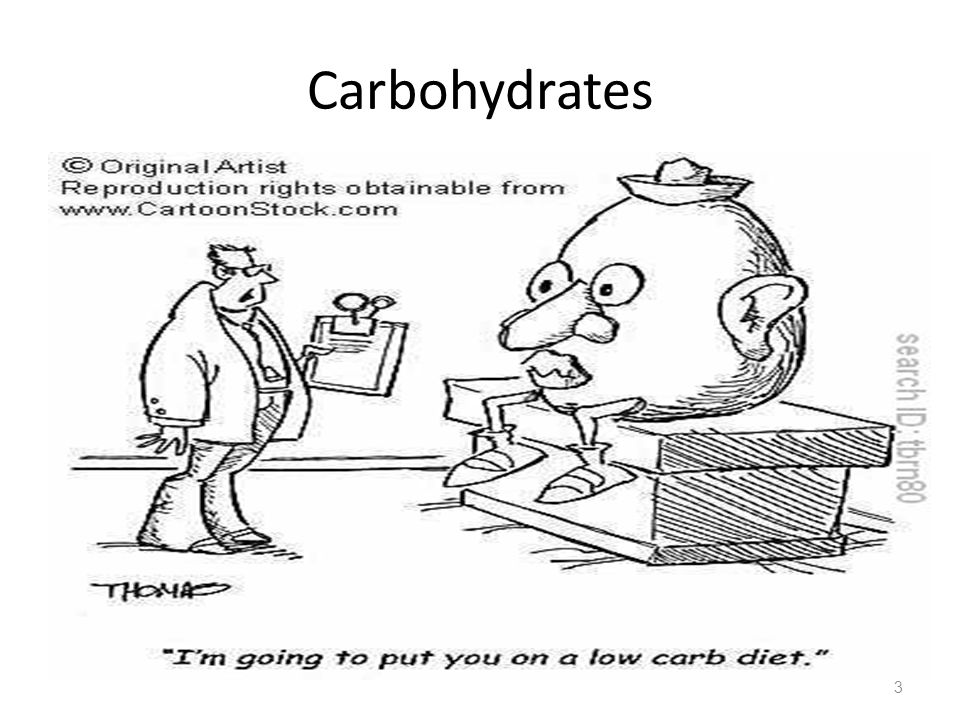 Carbohydrates
© Original Artist
Reproduction rights obtainable from
www.CartoonStock.com
search ID: tbrn80
THOMAS
"I'm going to put you on a low carb diet."
3